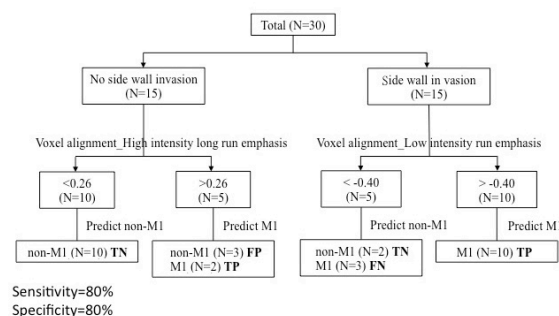 Total (N=30)
No side wall invasion
(N=15)
Side wall in vasion
(N=15)
Voxel alignment_High intensity long run emphasis
Voxel alignment_Low intensity run emphasis
<0.26
(N=10)
>0.26
(N=5)
< -0.40
(N=5)
> -0.40
(N=10)
Predict non-M1
Predict M1
Predict non-M1
Predict M1
non-M1 (N=10) TN
non-M1 (N=3) FP
M1 (N=2) TP
non-M1 (N=2) TN
M1 (N=3) FN
M1 (N=10) TP
Sensitivity=80%
Specificity=80%